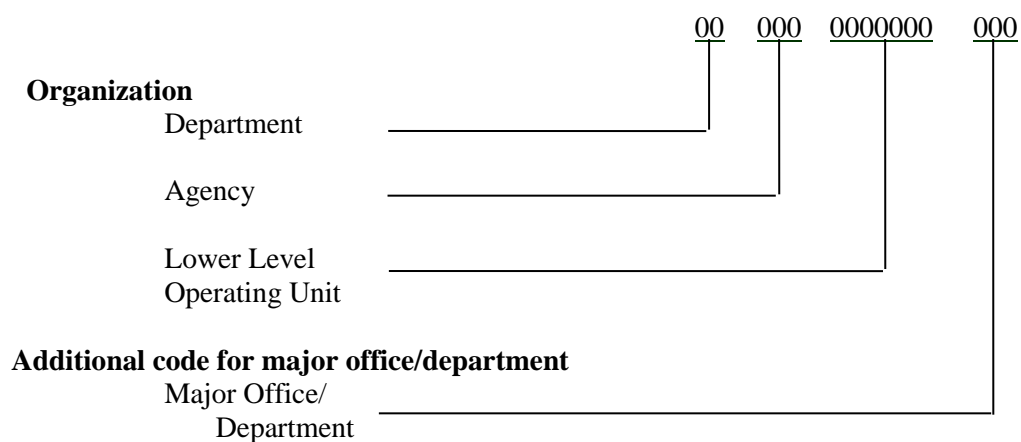 00 000 0000000 000
Organization
Department
Agency
Lower Level
Operating Unit
Additional code for major office/department
Major Office/
Department